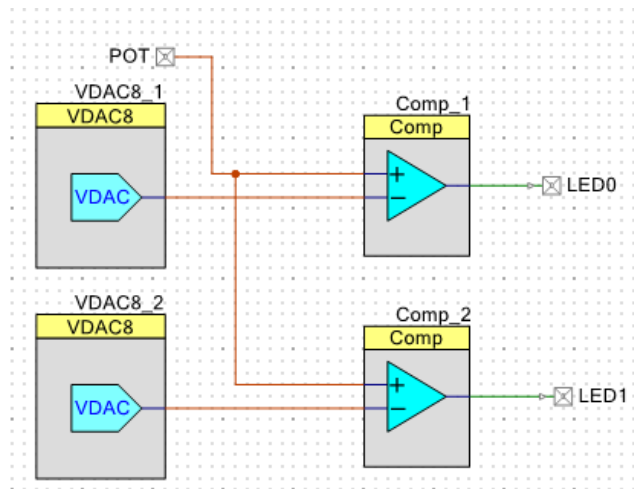 POT
VDAC8_1
VDAC8
VDAC
Comp_1
Comp
+
−
LED0
VDAC8_2
VDAC8
VDAC
Comp_2
Comp
+
−
LED1